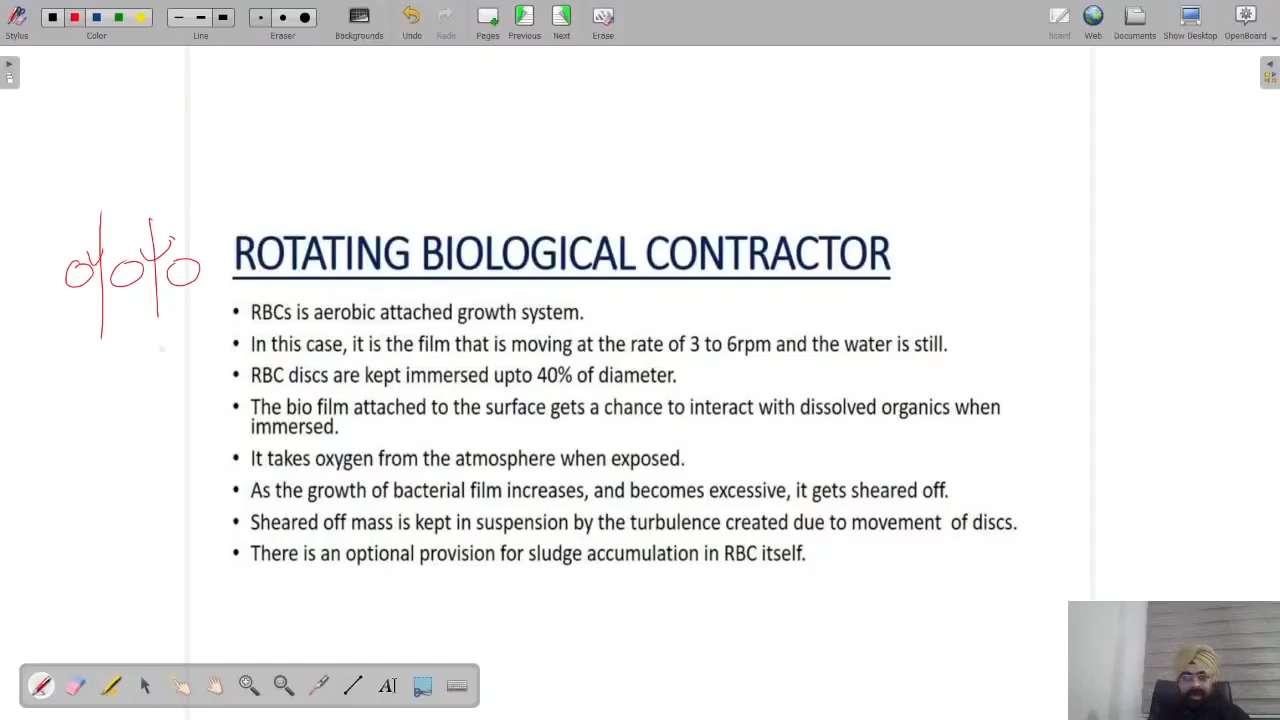 Stylus
Color
Line
Eraser
Backgrounds
Undo
Redo
Pages
Previous
Next
Erase
Board
Web
Documents
Show Desktop
OpenBoard
ROTATING BIOLOGICAL CONTRACTOR
• RBCs is aerobic attached growth system.
• In this case, it is the film that is moving at the rate of 3 to 6rpm and the water is still.
• RBC discs are kept immersed upto 40% of diameter.
• The bio film attached to the surface gets a chance to interact with dissolved organics when
immersed.
• It takes oxygen from the atmosphere when exposed.
• As the growth of bacterial film increases, and becomes excessive, it gets sheared off.
• Sheared off mass is kept in suspension by the turbulence created due to movement of discs.
• There is an optional provision for sludge accumulation in RBC itself.